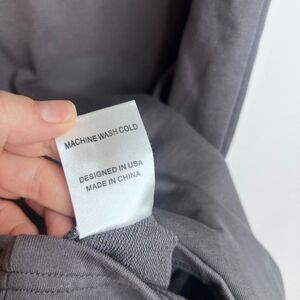 MACHINE WASH COLD
DESIGNED IN USA
MADE IN CHINA